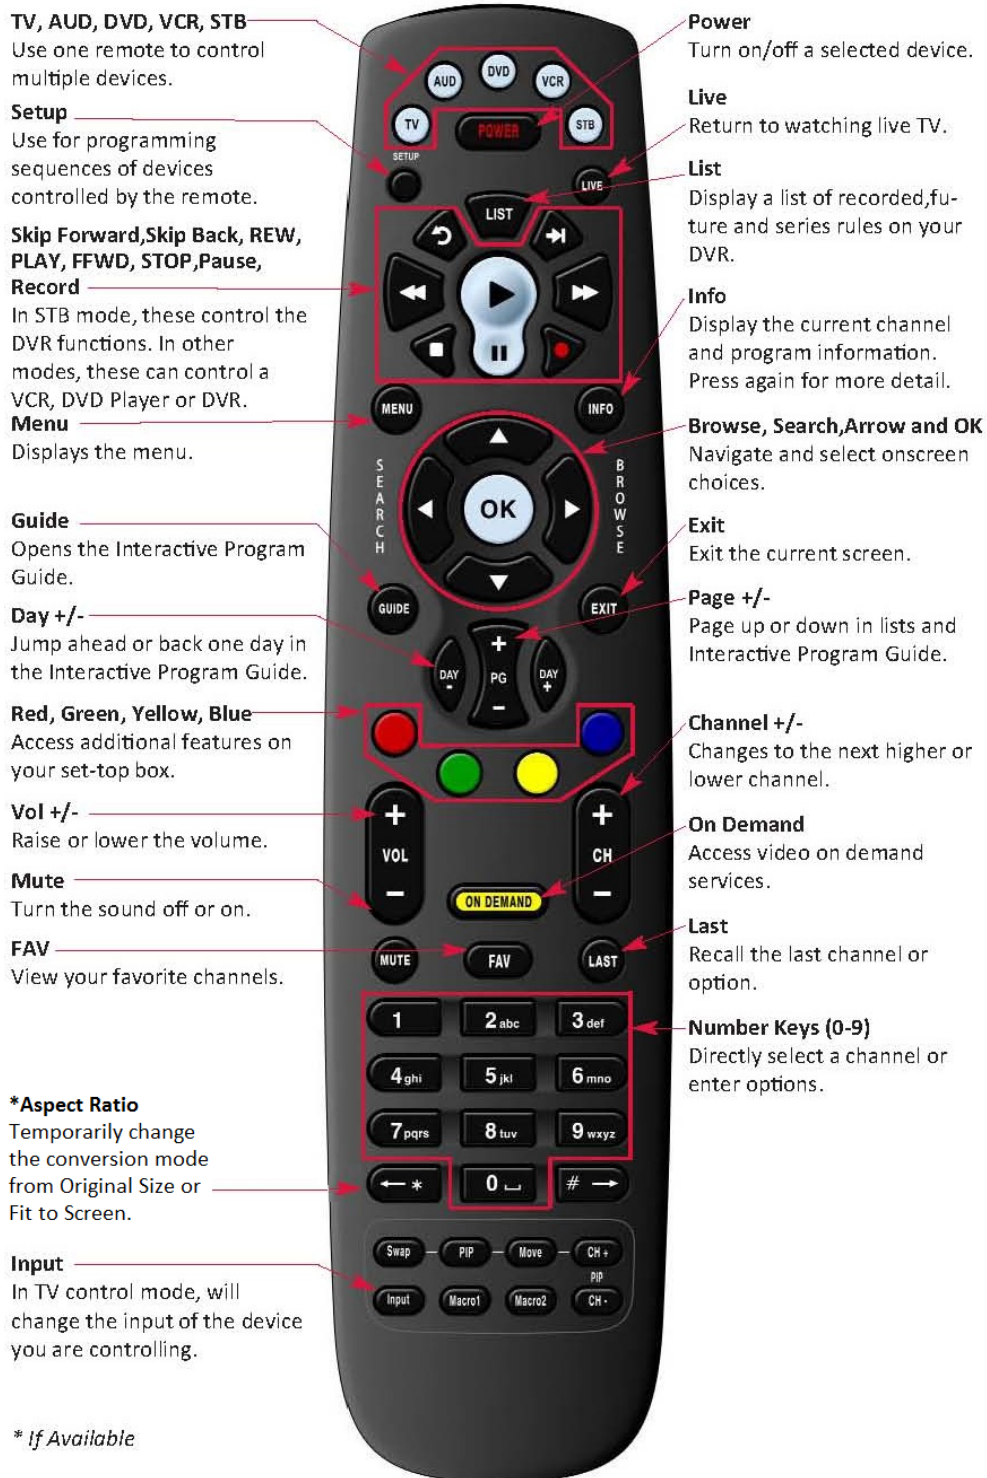 TV, AUD, DVD, VCR, STB
Use one remote to control
multiple devices.
Setup
Use for programming
sequences of devices
controlled by the remote.
Skip Forward,Skip Back, REW,
PLAY, FFWD, STOP,Pause,
Record
In STB mode, these control the
DVR functions. In other
modes, these can control a
VCR, DVD Player or DVR.
Menu
Displays the menu.
Guide
Opens the Interactive Program
Guide.
Day +/-
Jump ahead or back one day in
the Interactive Program Guide.
Red, Green, Yellow, Blue
Access additional features on
your set-top box.
Vol +/-
Raise or lower the volume.
Mute
Turn the sound off or on.
FAV
View your favorite channels.
*Aspect Ratio
Temporarily change
the conversion mode
from Original Size or
Fit to Screen.
Input
In TV control mode, will
change the input of the device
you are controlling.
* If Available
AUD
DVD
VCR
TV
POWER
STB
SETUP
LIVE
LIST
MENU
INFO
SEARCH
OK
BROWSE
GUIDE
EXIT
DAY
-
+
PG
-
DAY
+
+
VOL
-
+
CH
-
ON DEMAND
MUTE
FAV
LAST
1
2 abc
3 def
4 ghi
5 jkl
6 mno
7 pqrs
8 tuv
9 wxyz
← *
0 ⎵
# →
Swap
PIP
Move
CH +
PIP
Input
Macro1
Macro2
CH -
Power
Turn on/off a selected device.
Live
Return to watching live TV.
List
Display a list of recorded,fu-
ture and series rules on your
DVR.
Info
Display the current channel
and program information.
Press again for more detail.
Browse, Search,Arrow and OK
Navigate and select onscreen
choices.
Exit
Exit the current screen.
Page +/-
Page up or down in lists and
Interactive Program Guide.
Channel +/-
Changes to the next higher or
lower channel.
On Demand
Access video on demand
services.
Last
Recall the last channel or
option.
Number Keys (0-9)
Directly select a channel or
enter options.